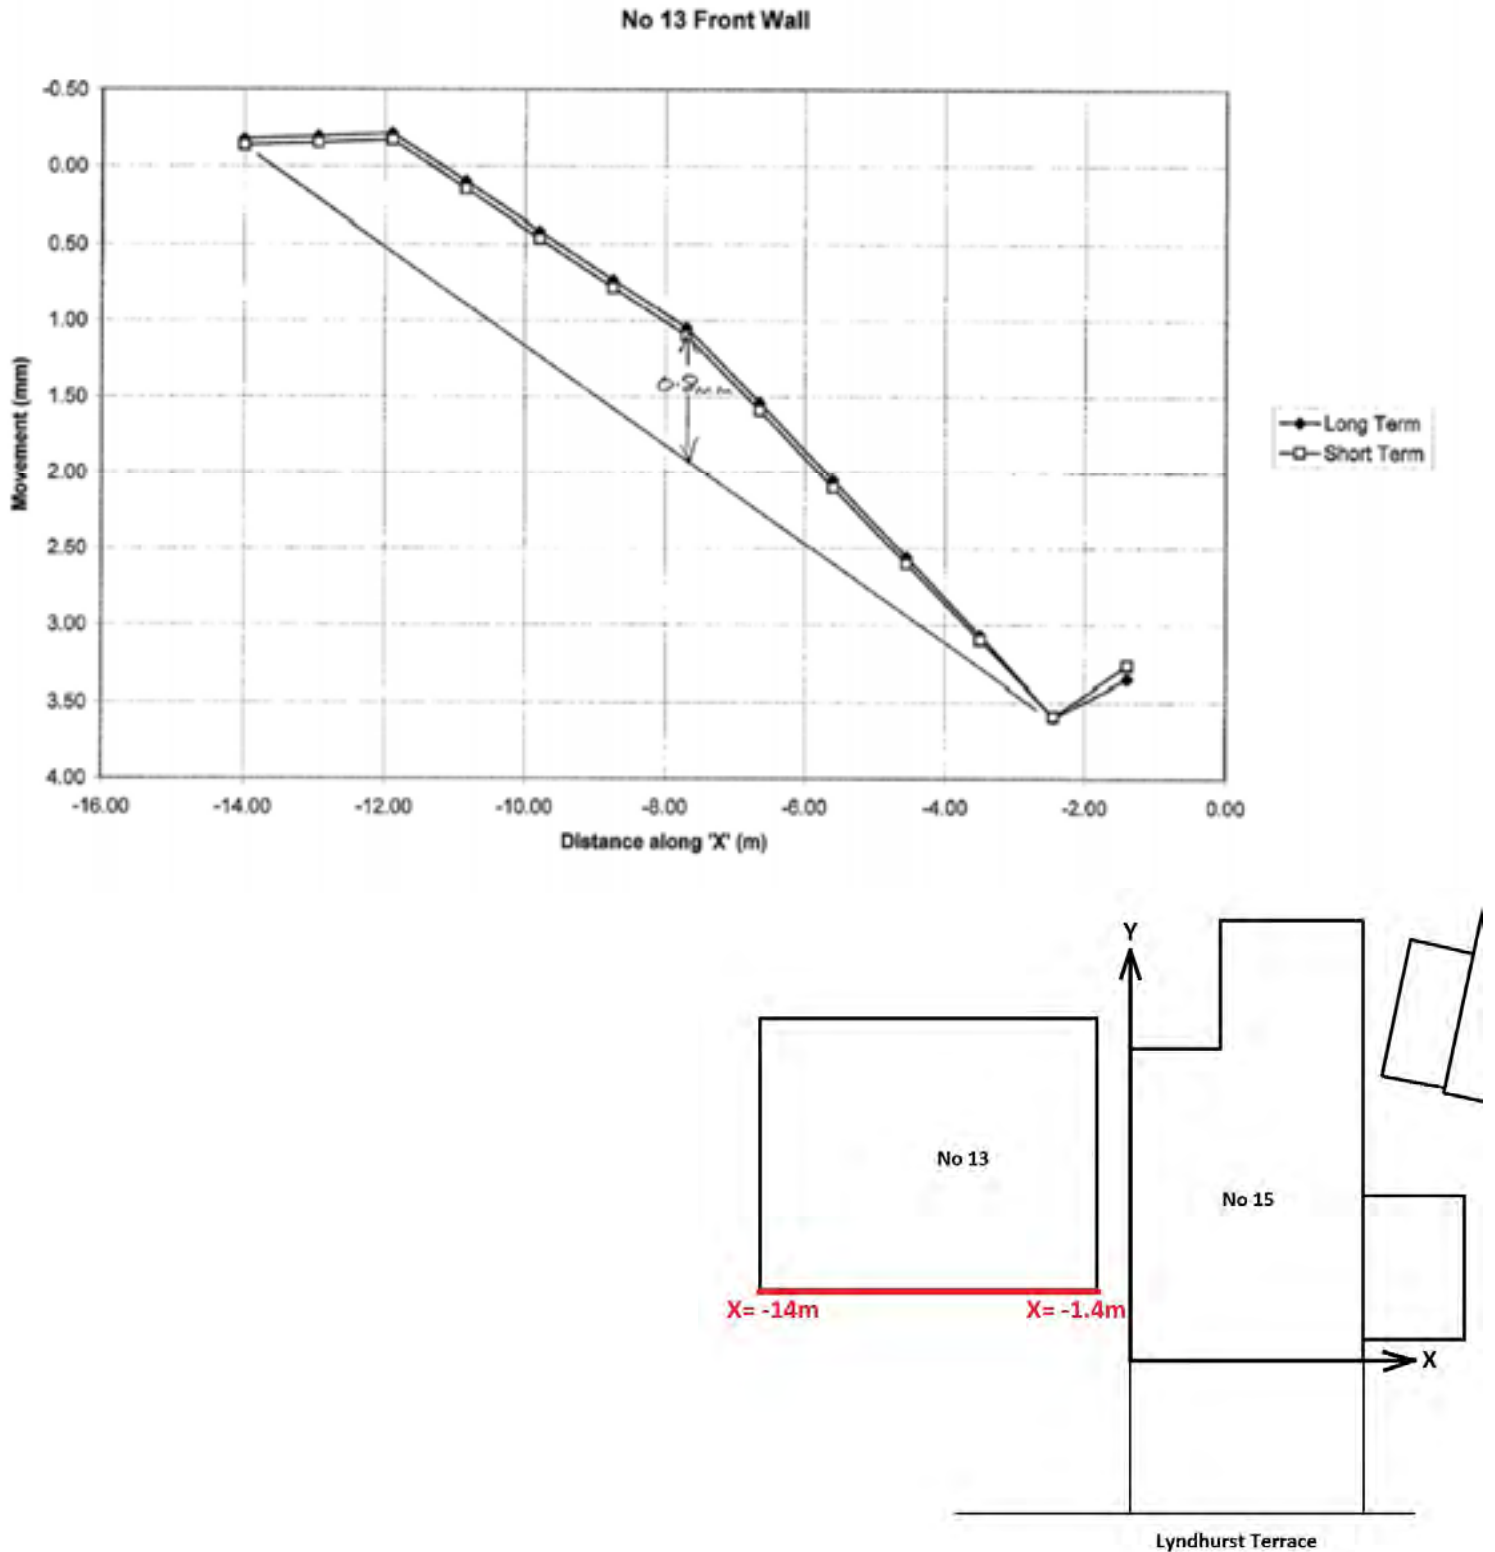 No 13 Front Wall
-0.50
0.00
0.50
1.00
1.50
2.00
2.50
3.00
3.50
4.00
Movement (mm)
0.8mm
Long Term
Short Term
-16.00 -14.00 -12.00 -10.00 -8.00 -6.00 -4.00 -2.00 0.00
Distance along 'X' (m)
Y
No 13
No 15
X= -14m X= -1.4m
X
Lyndhurst Terrace